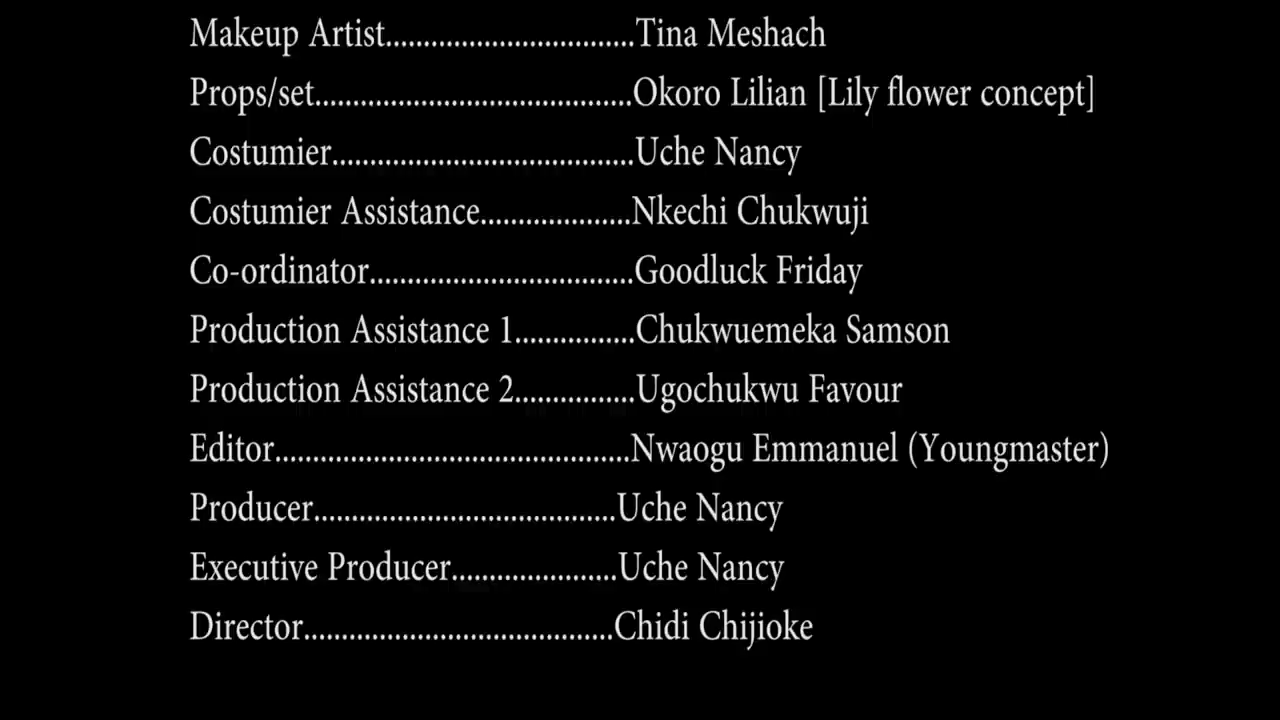 Makeup Artist.................................Tina Meshach
Props/set..........................................Okoro Lilian [Lily flower concept]
Costumier........................................Uche Nancy
Costumier Assistance....................Nkechi Chukwuji
Co-ordinator...................................Goodluck Friday
Production Assistance 1................Chukwuemeka Samson
Production Assistance 2................Ugochukwu Favour
Editor...............................................Nwaogu Emmanuel (Youngmaster)
Producer........................................Uche Nancy
Executive Producer......................Uche Nancy
Director.........................................Chidi Chijioke